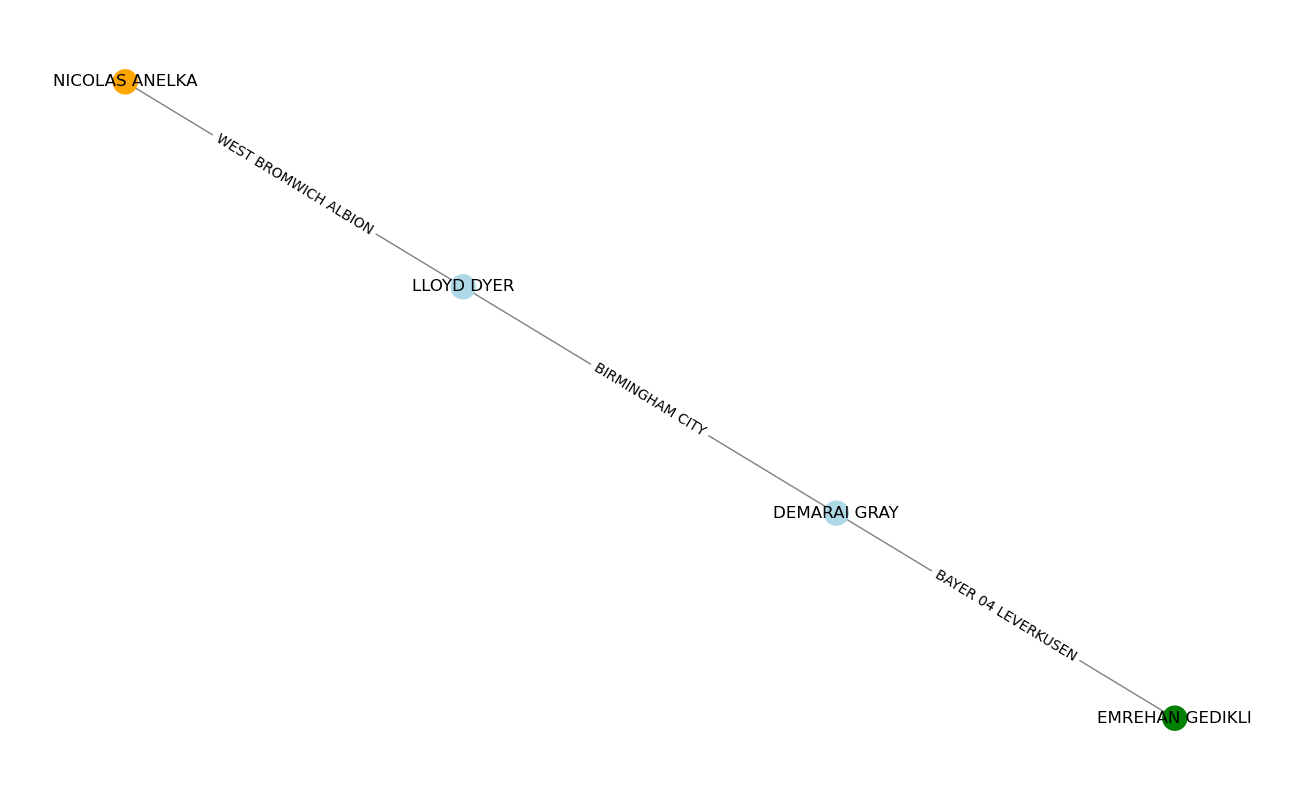 NICOLAS ANELKA
WEST BROMWICH ALBION
LLOYD DYER
BIRMINGHAM CITY
DEMARAI GRAY
BAYER 04 LEVERKUSEN
EMREHAN GEDIKLI